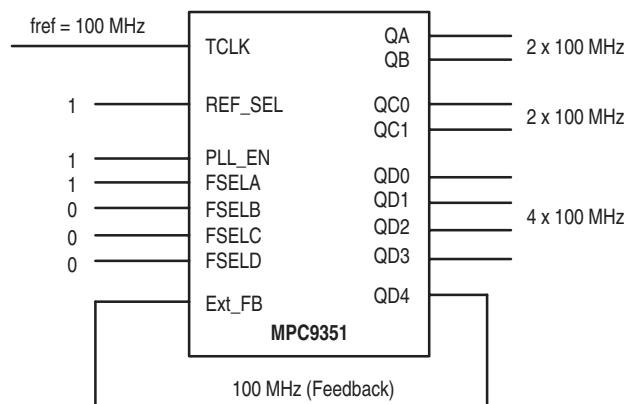 fref = 100 MHz
TCLK
QA
QB
2 x 100 MHz
1
REF_SEL
QC0
QC1
2 x 100 MHz
1
PLL_EN
1
FSELA
0
FSELB
0
FSELC
0
FSELD
QD0
QD1
QD2
QD3
4 x 100 MHz
Ext_FB
QD4
MPC9351
100 MHz (Feedback)